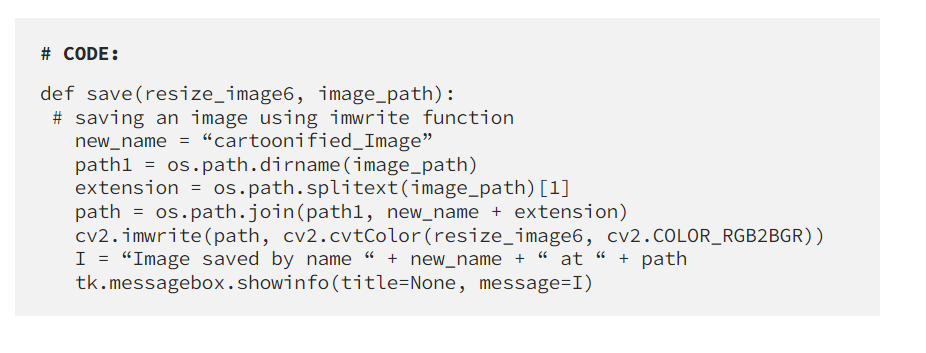 # CODE:
def save(resize_image6, image_path):
# saving an image using imwrite function
new_name = “cartoonified_Image”
path1 = os.path.dirname(image_path)
extension = os.path.splitext(image_path)[1]
path = os.path.join(path1, new_name + extension)
cv2.imwrite(path, cv2.cvtColor(resize_image6, cv2.COLOR_RGB2BGR))
I = “Image saved by name “ + new_name + “ at “ + path
tk.messagebox.showinfo(title=None, message=I)